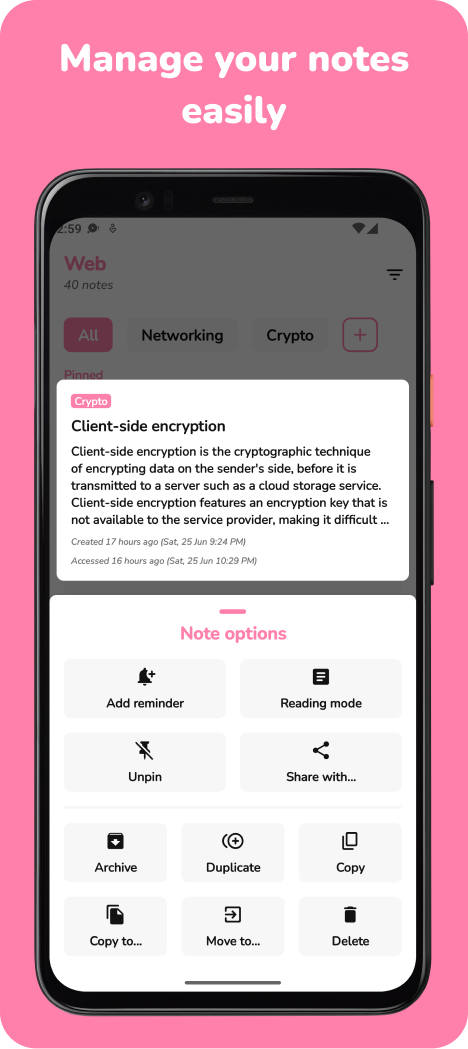 Manage your notes
easily
2:59
Web
40 notes
All
Networking
Crypto
Pinned
Crypto
Client-side encryption
Client-side encryption is the cryptographic technique
of encrypting data on the sender's side, before it is
transmitted to a server such as a cloud storage service.
Client-side encryption features an encryption key that is
not available to the service provider, making it difficult ...
Created 17 hours ago (Sat, 25 Jun 9:24 PM)
Accessed 16 hours ago (Sat, 25 Jun 10:29 PM)
Note options
Add reminder
Reading mode
Unpin
Share with...
Archive
Duplicate
Copy
Copy to...
Move to...
Delete